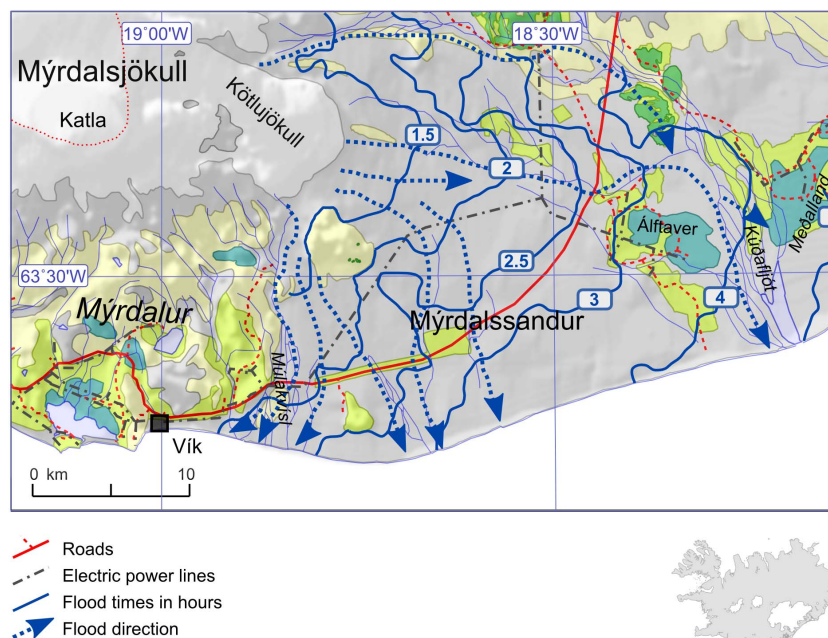 19°00'W
18°30'W
Mýrdalsjökull
Kötlujökull
Katla
1.5
2
Meðalland
Álftaver
Kúðafljót
2.5
63°30'W
3
4
Mýrdalur
Mýrdalssandur
Múlakvísl
Vík
0 km 10
Roads
Electric power lines
Flood times in hours
Flood direction